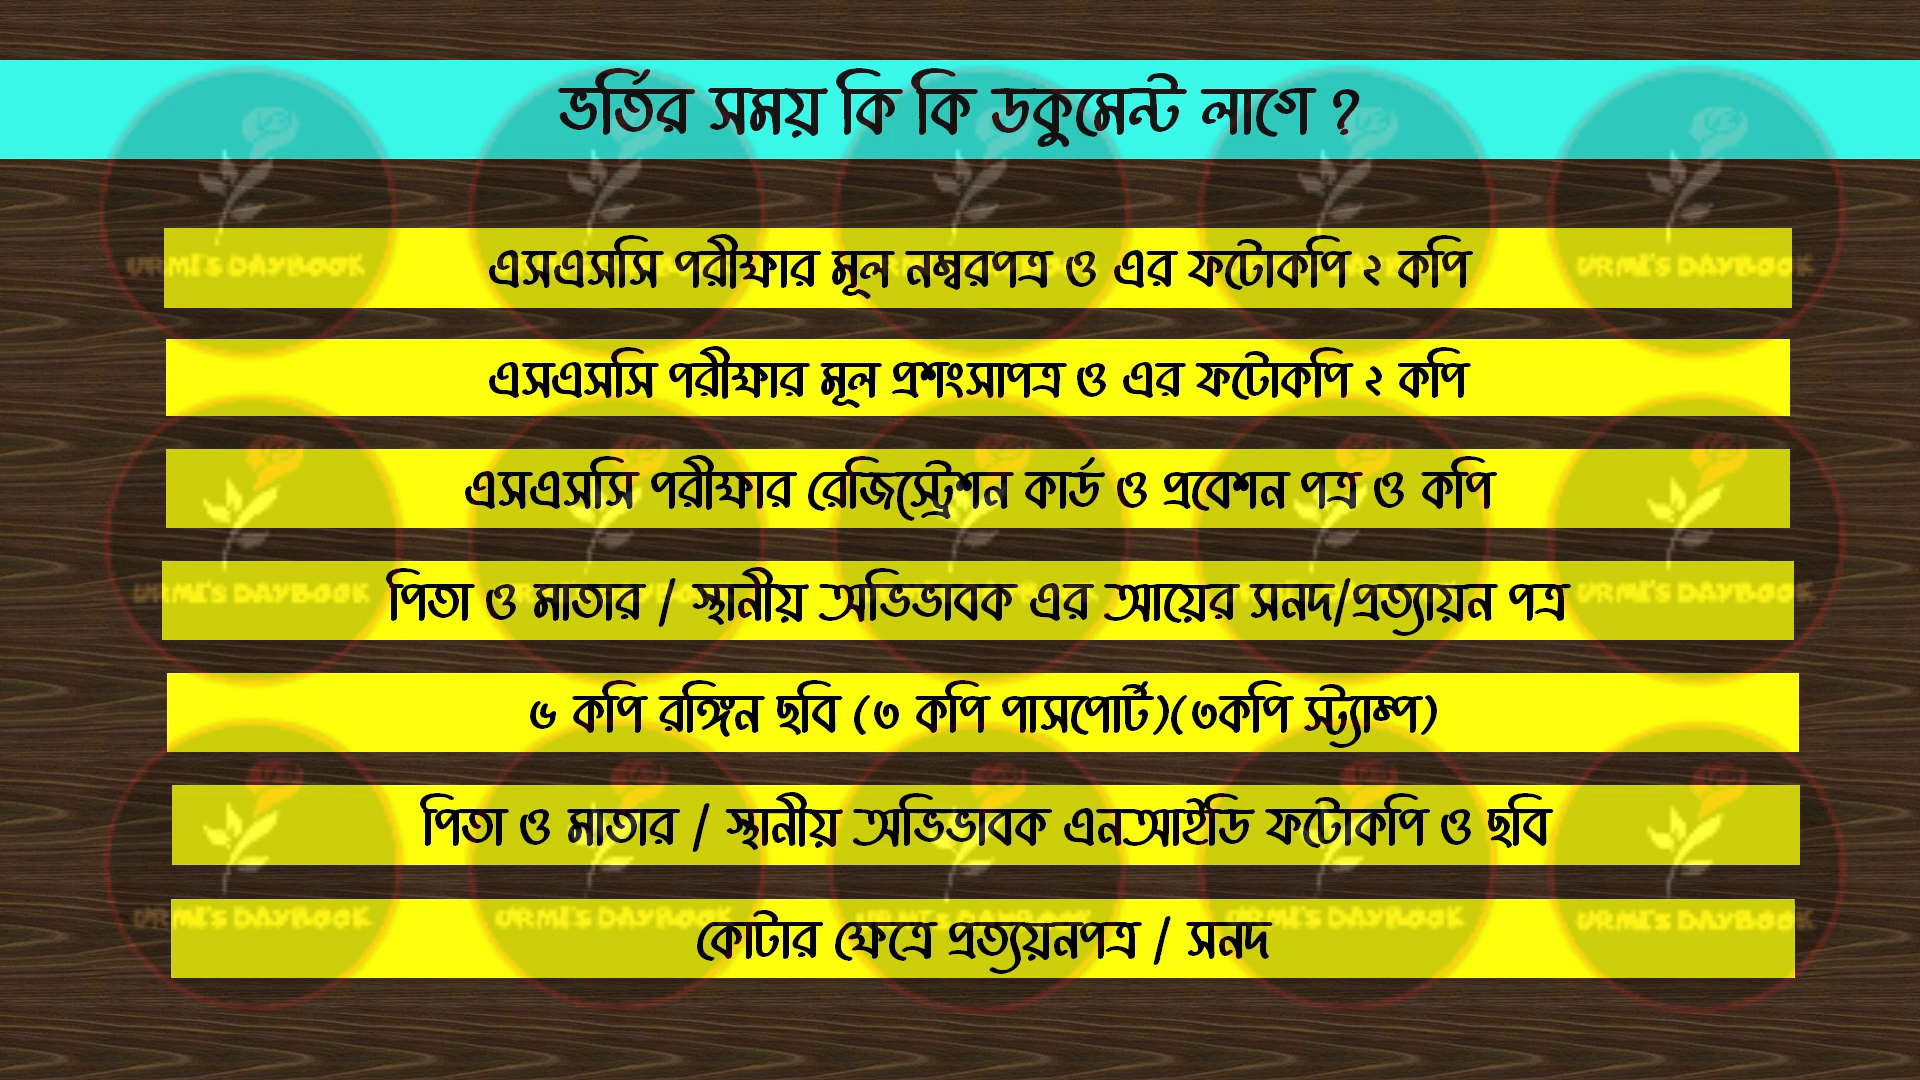 ভর্তির সময় কি কি ডকুমেন্ট লাগে ?
এসএসসি পরীক্ষার মূল নম্বরপত্র ও এর ফটোকপি ২ কপি
এসএসসি পরীক্ষার মূল প্রশংসাপত্র ও এর ফটোকপি ২ কপি
এসএসসি পরীক্ষার রেজিস্ট্রেশন কার্ড ও প্রবেশন পত্র ও কপি
পিতা ও মাতার / স্থানীয় অভিভাবক এর আয়ের সনদ/প্রত্যায়ন পত্র
৬ কপি রঙ্গিন ছবি (৩ কপি পাসপোর্ট)(৩কপি স্ট্যাম্প)
পিতা ও মাতার / স্থানীয় অভিভাবক এনআইডি ফটোকপি ও ছবি
কোটার ক্ষেত্রে প্রত্যয়নপত্র / সনদ
URMI's DAYBOOK